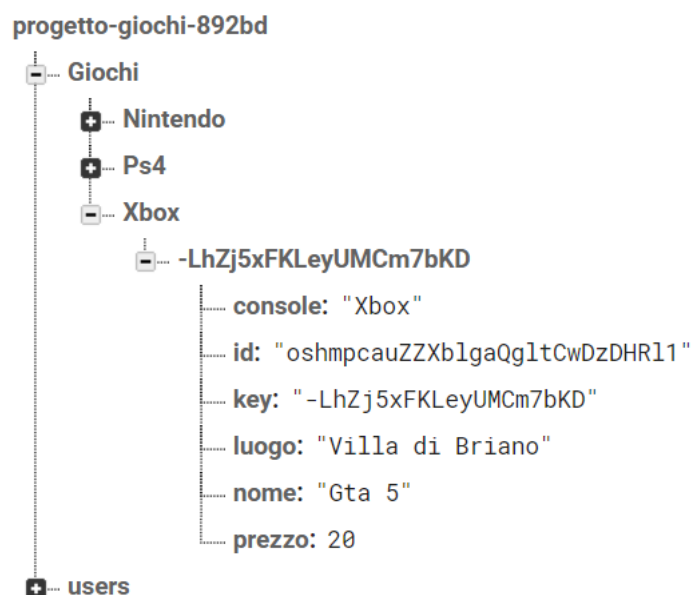 progetto-giochi-892bd
Giochi
Nintendo
Ps4
Xbox
-LhZj5xFKLeyUMCm7bKD
console: "Xbox"
id: "oshmpcauZZXblgaQgltCwDzDHRl1"
key: "-LhZj5xFKLeyUMCm7bKD"
luogo: "Villa di Briano"
nome: "Gta 5"
prezzo: 20
users